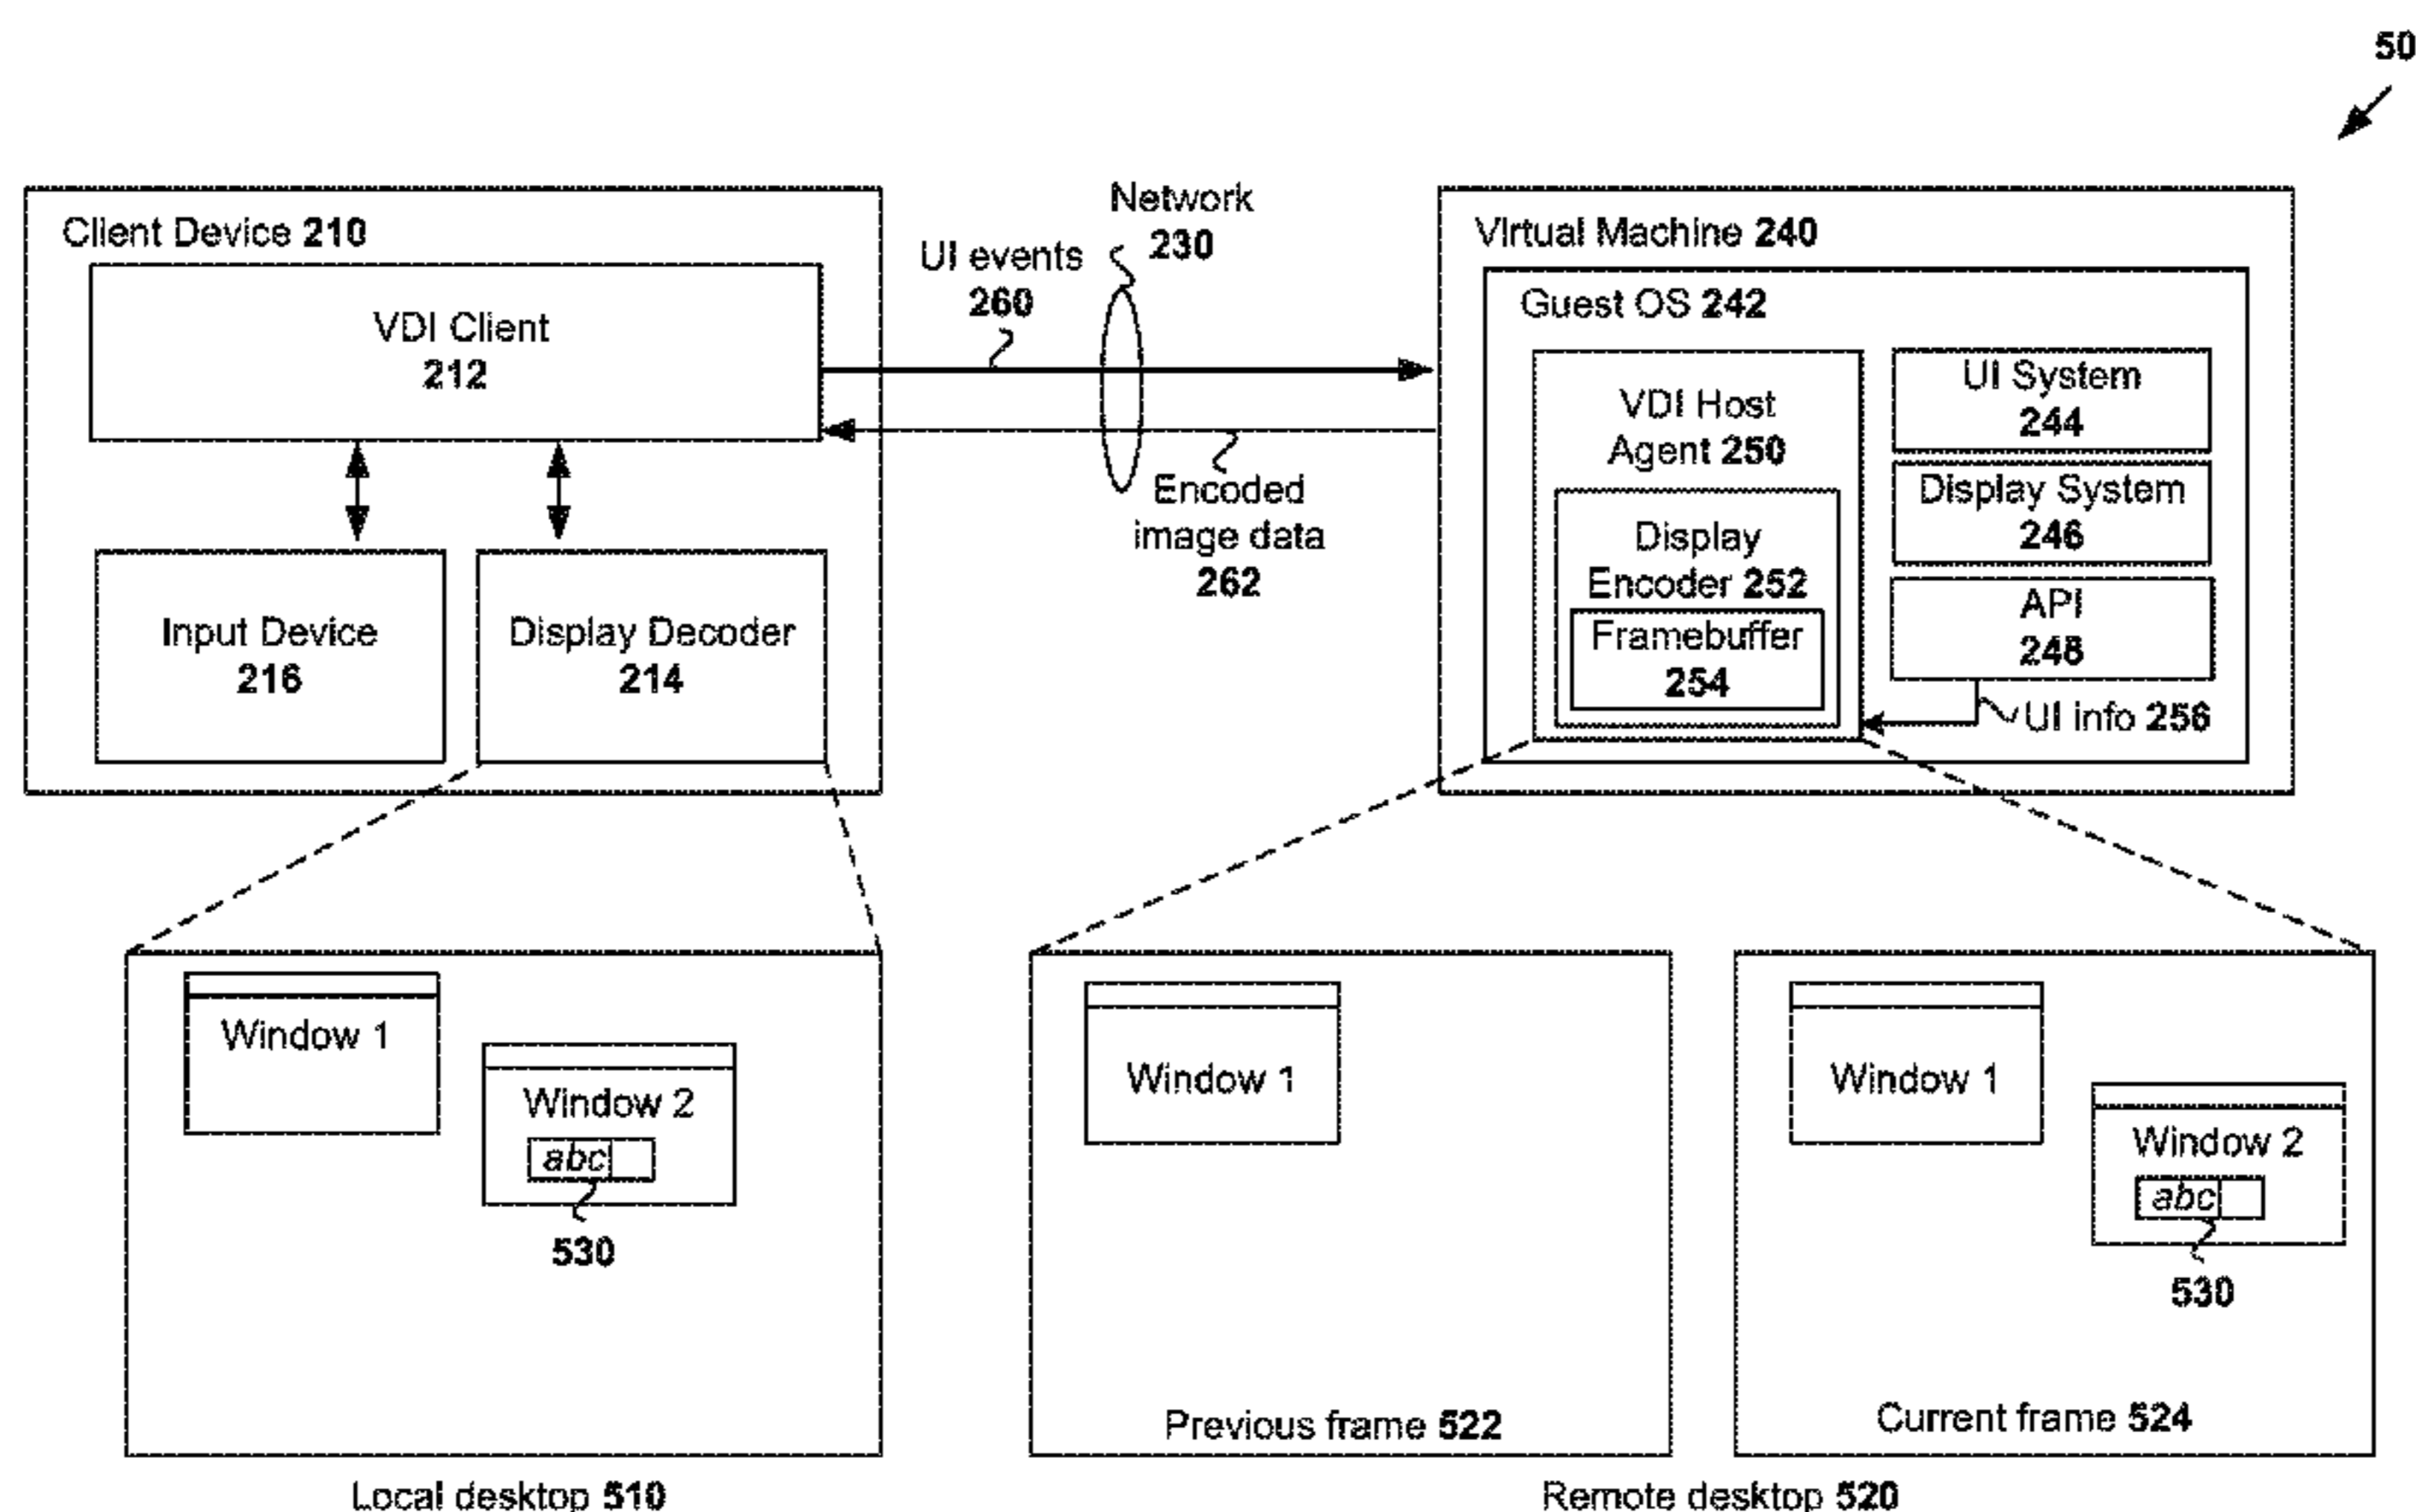 50
Client Device 210
VDI Client
212
Input Device
216
Display Decoder
214
UI events
260
Network
230
Encoded
image data
262
Virtual Machine 240
Guest OS 242
VDI Host
Agent 250
Display
Encoder 252
Framebuffer
254
UI System
244
Display System
246
API
248
UI info 256
Window 1
Window 2
abc
530
Local desktop 510
Window 1
Previous frame 522
Window 1
Window 2
abc
530
Current frame 524
Remote desktop 520